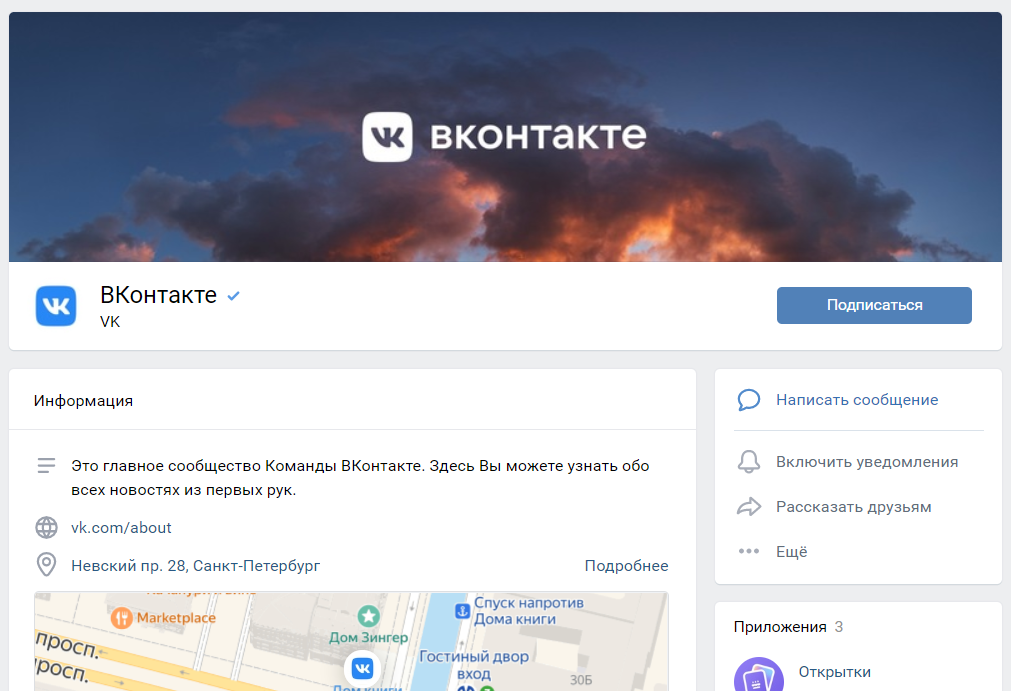 VK вконтакте
ВКонтакте
VK
Подписаться
Информация
Это главное сообщество Команды ВКонтакте. Здесь Вы можете узнать обо
всех новостях из первых рук.
vk.com/about
Невский пр. 28, Санкт-Петербург
Подробнее
Marketplace
Дом Зингер
Спуск напротив
Дома книги
просп.
просп.
Гостиный двор
вход
Дом книги
30Б
Написать сообщение
Включить уведомления
Рассказать друзьям
Ещё
Приложения 3
Открытки